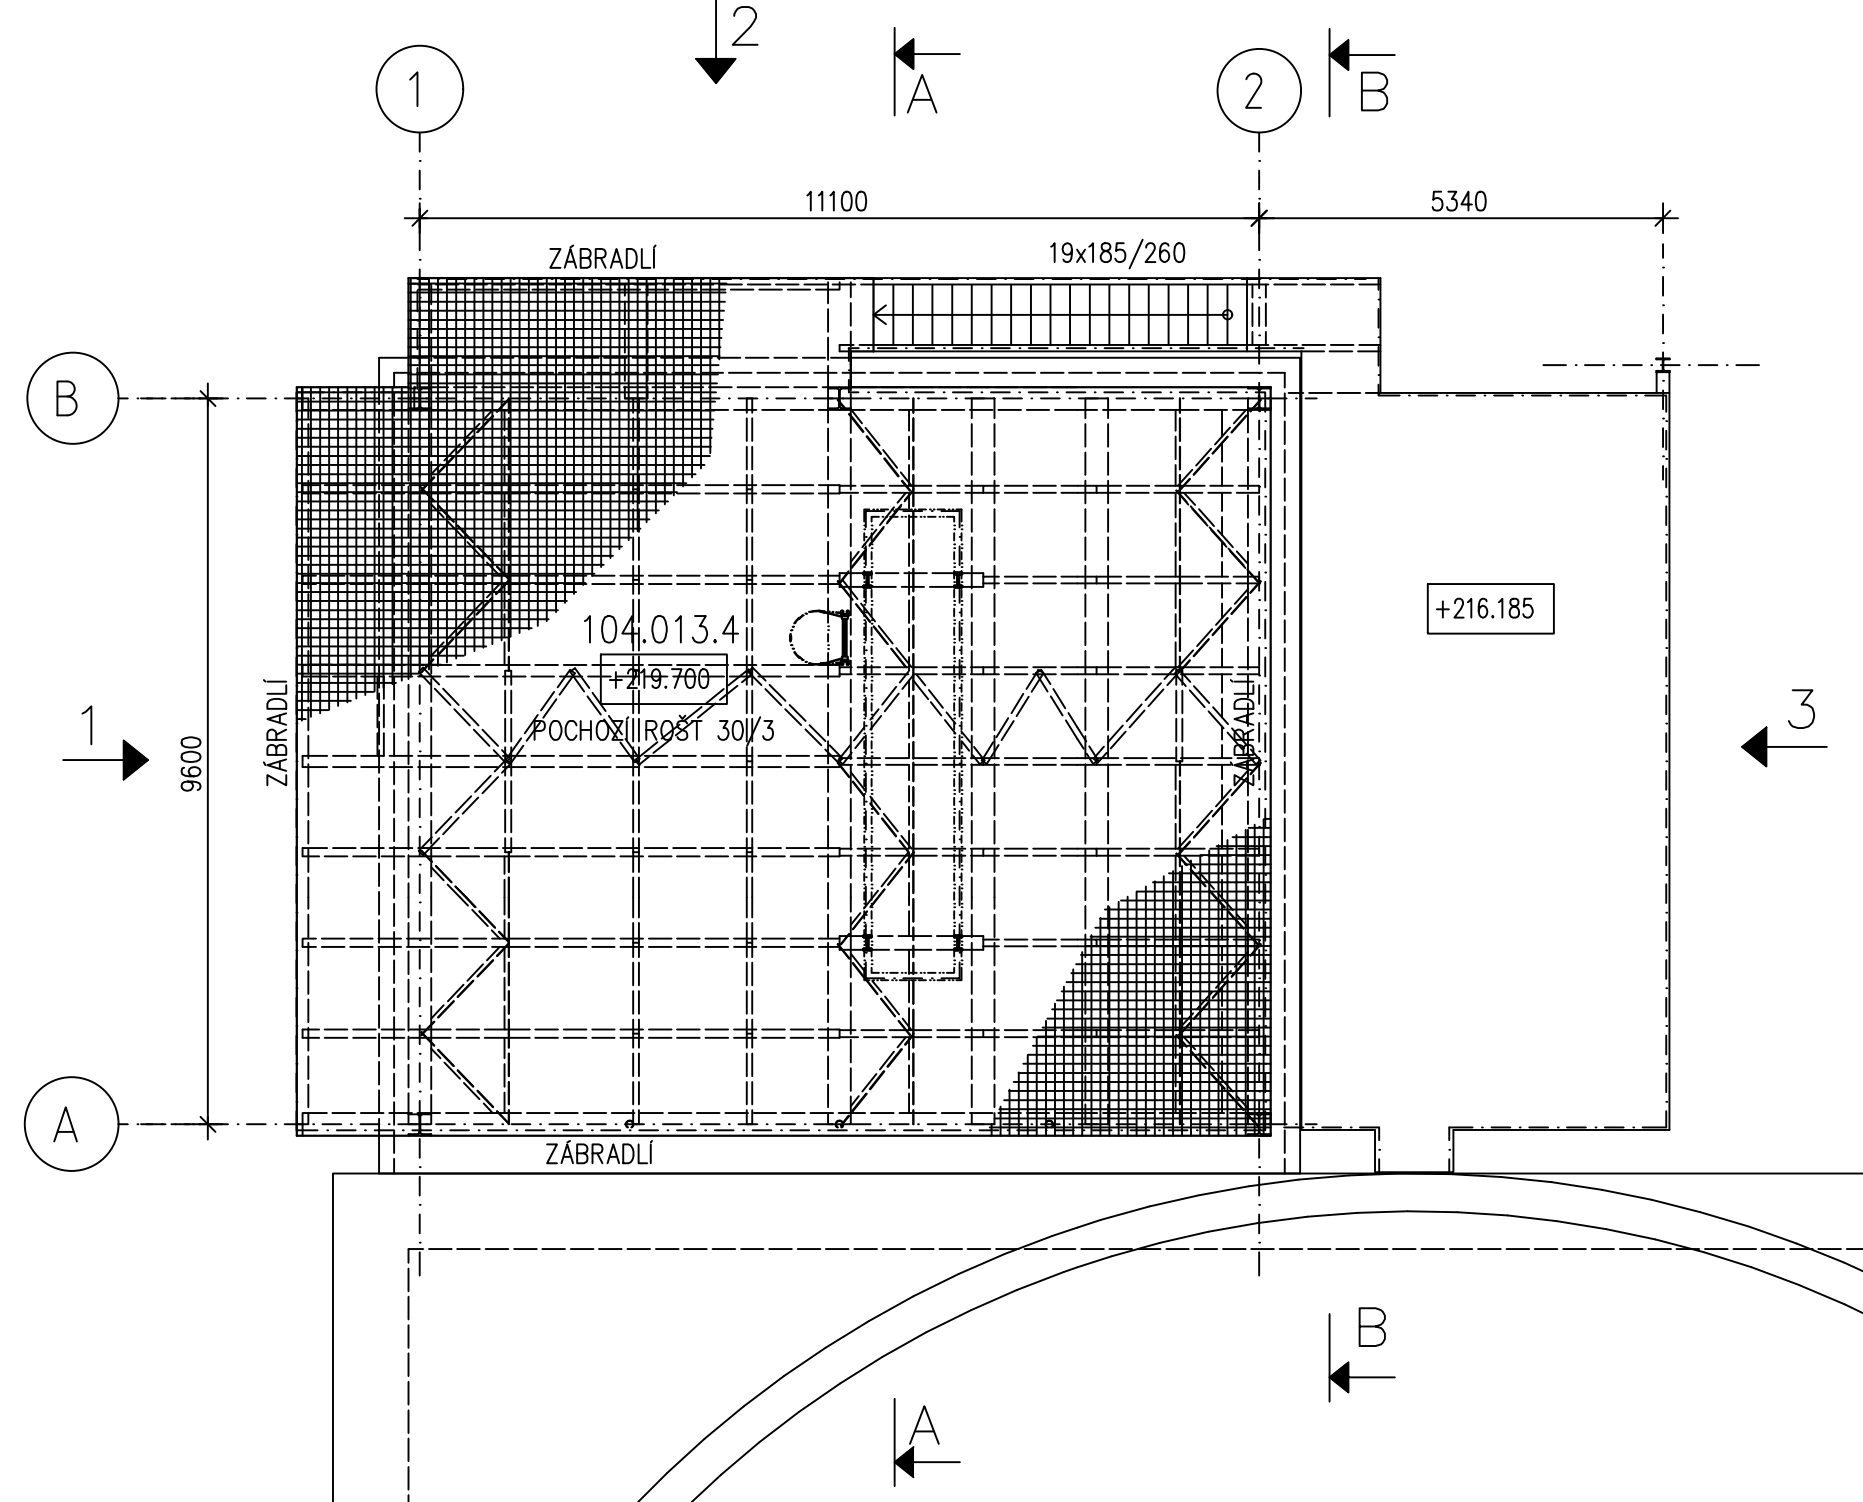 2
A
B
1
2
11100
5340
ZÁBRADLÍ
19x185/260
B
+216.185
104.013.4
+219.700
POCHOZÍ ROŠT 30/3
ZÁBRADLÍ
ZÁBRADLÍ
1
3
9600
A
ZÁBRADLÍ
B
A